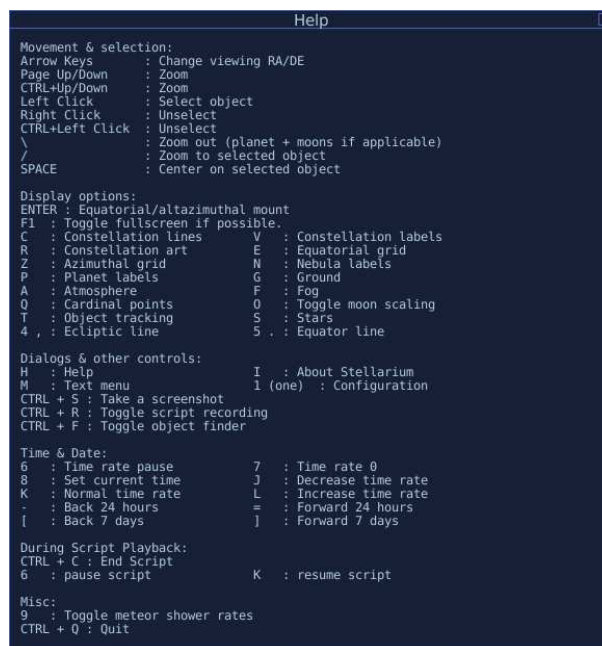 Help
Movement & selection:
Arrow Keys : Change viewing RA/DE
Page Up/Down : Zoom
CTRL+Up/Down : Zoom
Left Click : Select object
Right Click : Unselect
CTRL+Left Click : Unselect
\ : Zoom out (planet + moons if applicable)
/ : Zoom to selected object
SPACE : Center on selected object
Display options:
ENTER : Equatorial/altazimuthal mount
F1 : Toggle fullscreen if possible.
C : Constellation lines V : Constellation labels
R : Constellation art E : Equatorial grid
Z : Azimuthal grid N : Nebula labels
P : Planet labels G : Ground
A : Atmosphere F : Fog
Q : Cardinal points O : Toggle moon scaling
T : Object tracking S : Stars
4 , : Ecliptic line 5 . : Equator line
Dialogs & other controls:
H : Help I : About Stellarium
M : Text menu 1 (one) : Configuration
CTRL + S : Take a screenshot
CTRL + R : Toggle script recording
CTRL + F : Toggle object finder
Time & Date:
6 : Time rate pause 7 : Time rate 0
8 : Set current time J : Decrease time rate
K : Normal time rate L : Increase time rate
- : Back 24 hours = : Forward 24 hours
[ : Back 7 days ] : Forward 7 days
During Script Playback:
CTRL + C : End Script
6 : pause script K : resume script
Misc:
9 : Toggle meteor shower rates
CTRL + Q : Quit